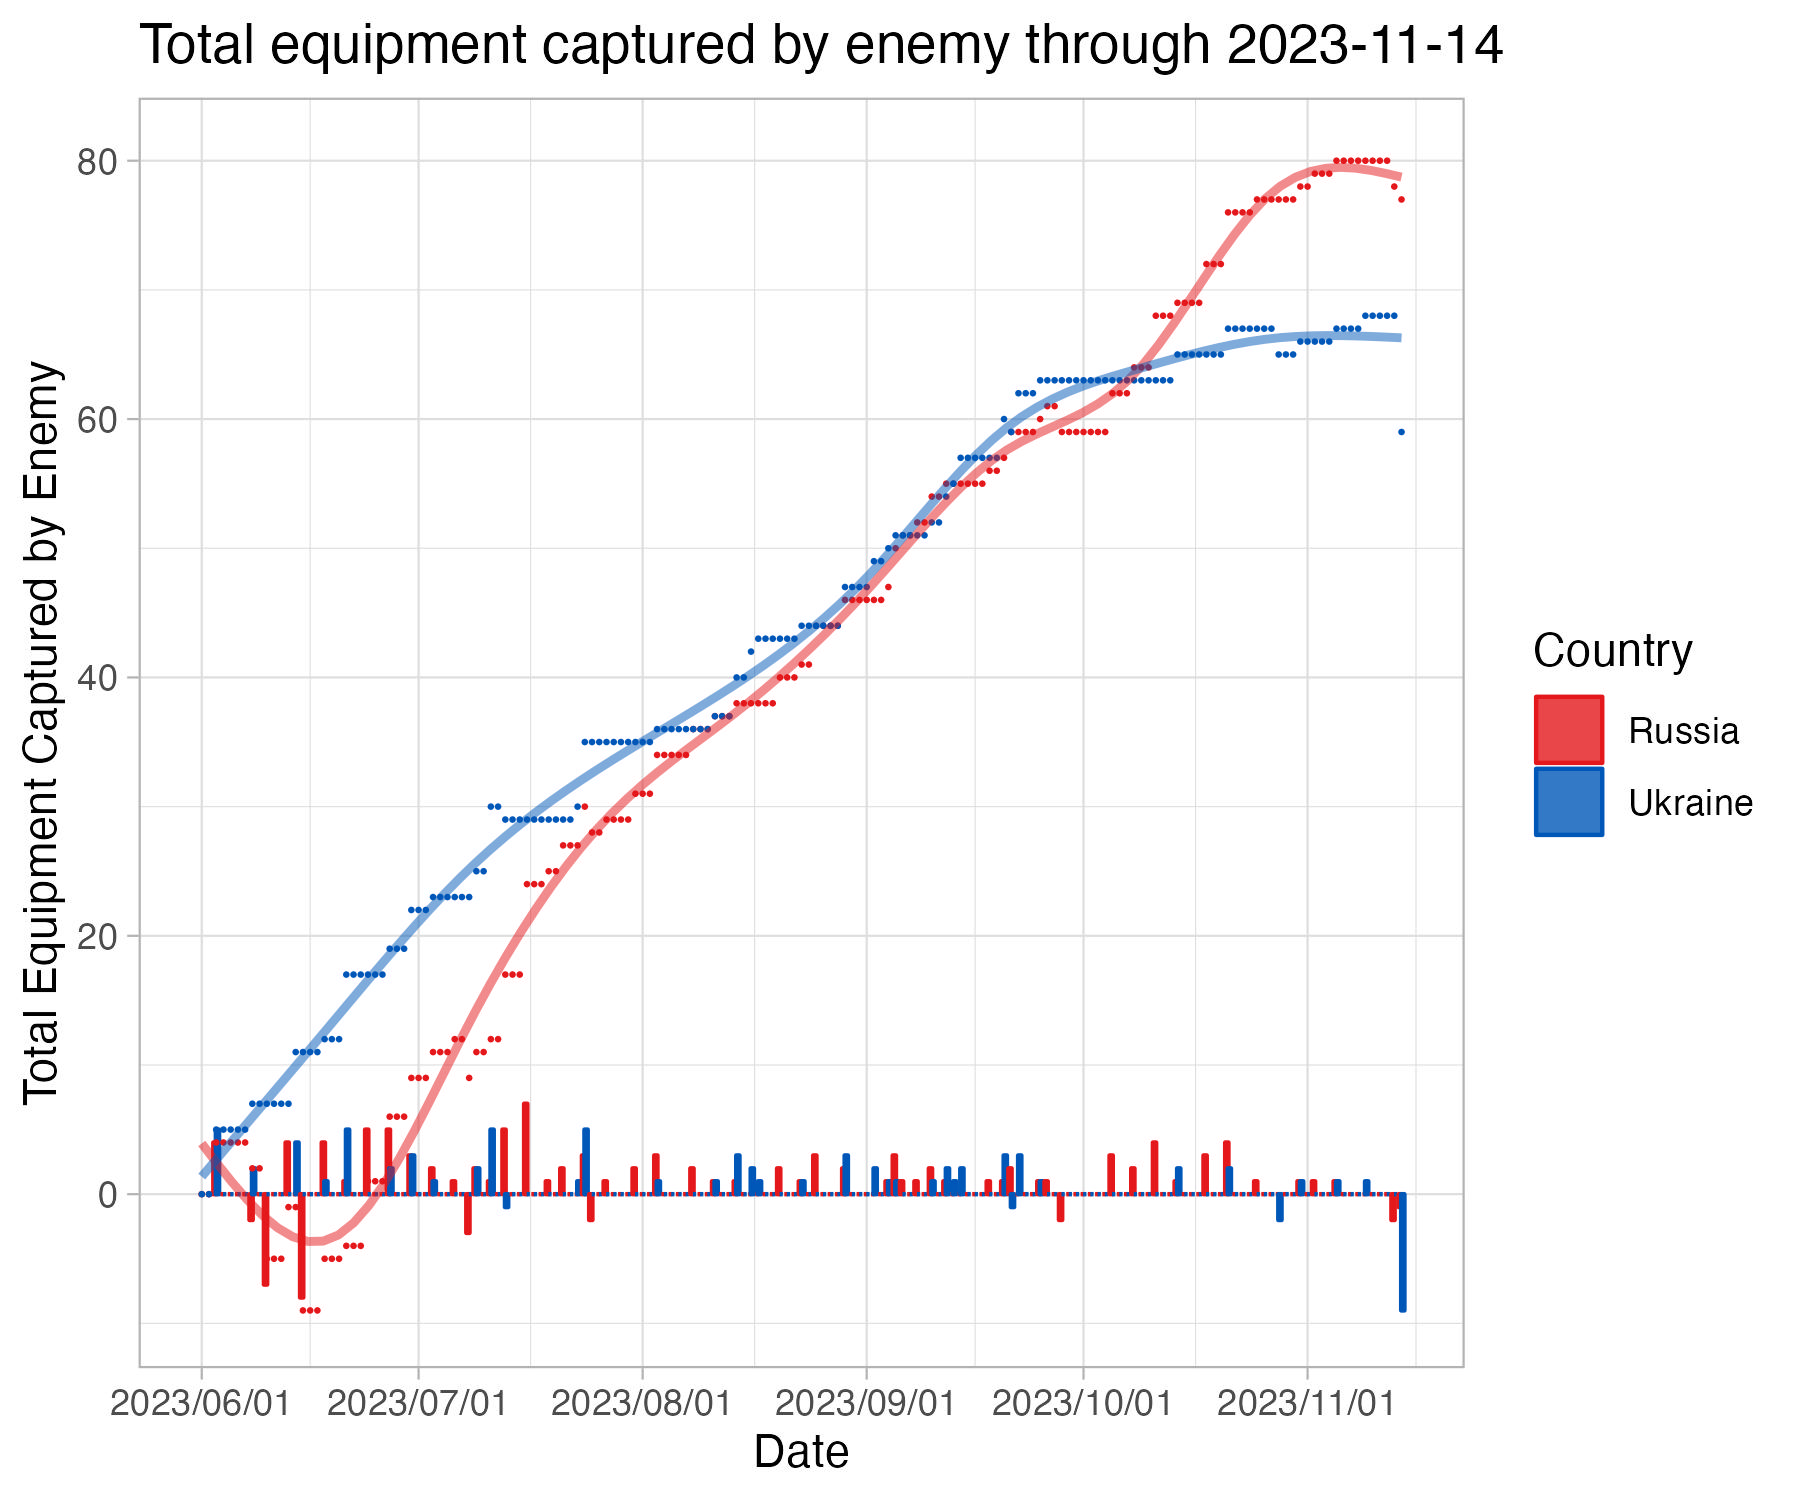 Total equipment captured by enemy through 2023-11-14
Total Equipment Captured by Enemy
80
60
40
20
0
2023/06/01 2023/07/01 2023/08/01 2023/09/01 2023/10/01 2023/11/01
Date
Country
Russia
Ukraine